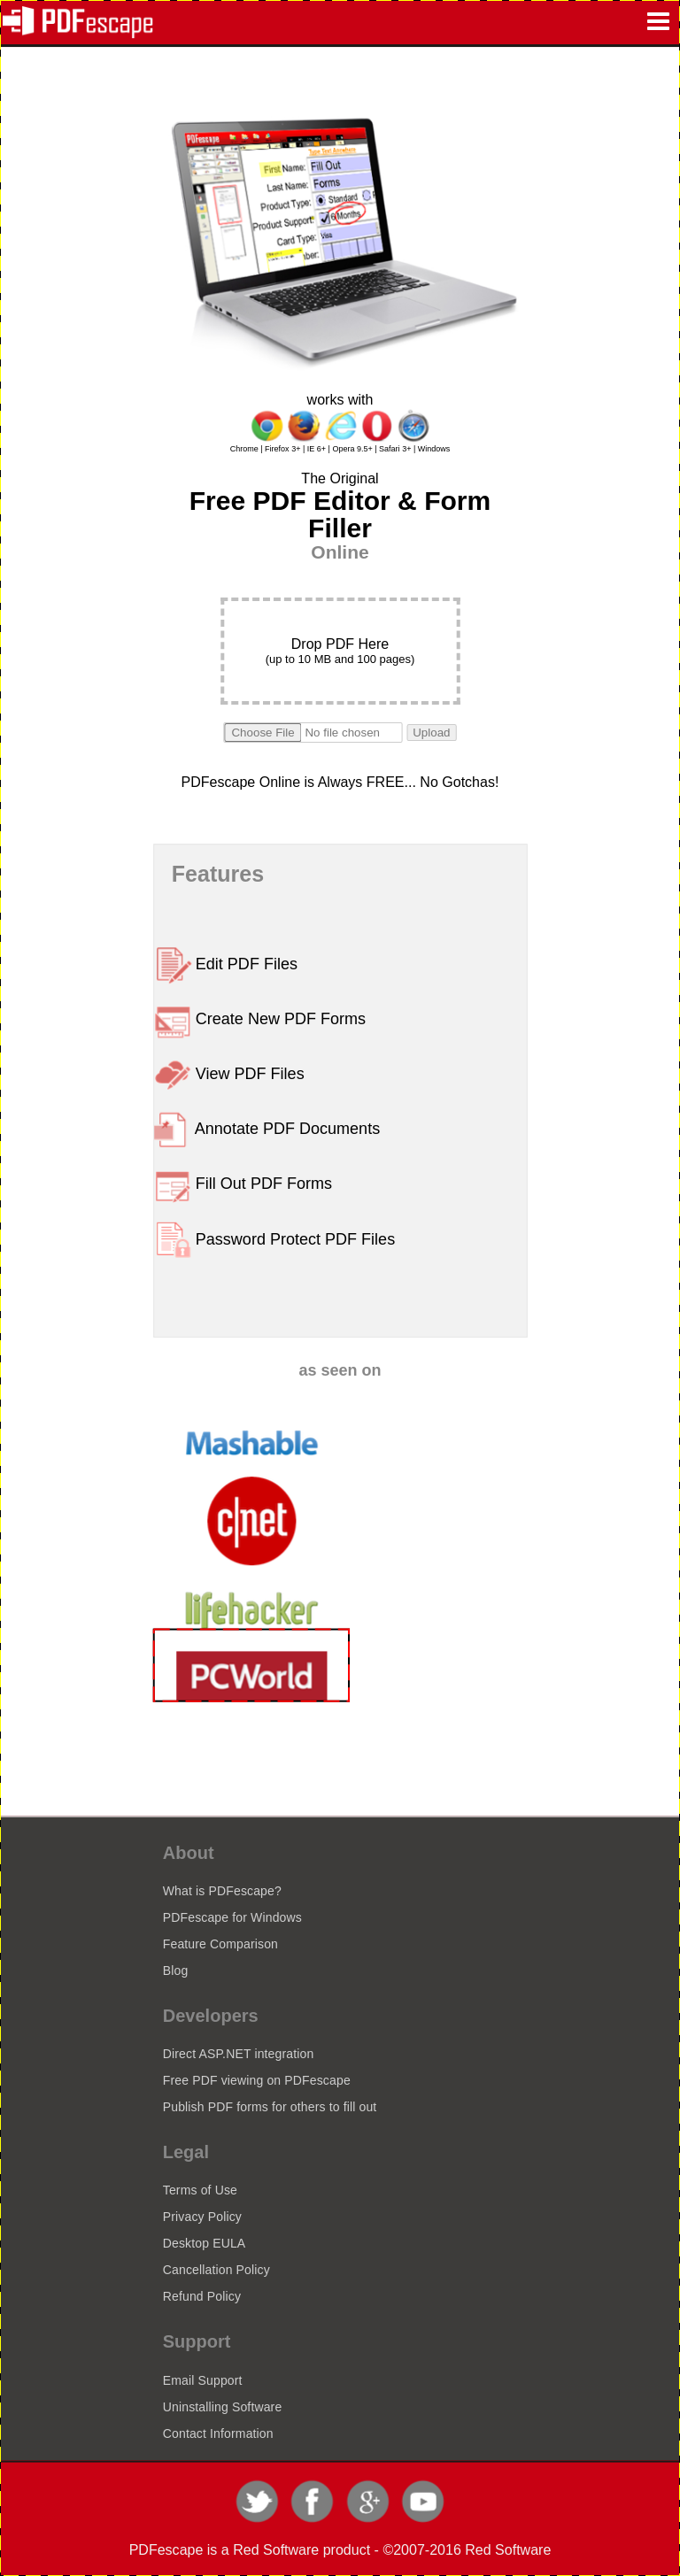 PDFescape
PDFescape
Type Text Anywhere
First Name: Fill Out
Last Name: Forms
Product Type: Standard
Product Support: 6 Months
Card Type: Visa
works with
Chrome | Firefox 3+ | IE 6+ | Opera 9.5+ | Safari 3+ | Windows
The Original
Free PDF Editor & Form
Filler
Online
Drop PDF Here
(up to 10 MB and 100 pages)
Choose File No file chosen Upload
PDFescape Online is Always FREE... No Gotchas!
Features
Edit PDF Files
Create New PDF Forms
View PDF Files
Annotate PDF Documents
Fill Out PDF Forms
Password Protect PDF Files
as seen on
Mashable
c|net
lifehacker
PCWorld
About
What is PDFescape?
PDFescape for Windows
Feature Comparison
Blog
Developers
Direct ASP.NET integration
Free PDF viewing on PDFescape
Publish PDF forms for others to fill out
Legal
Terms of Use
Privacy Policy
Desktop EULA
Cancellation Policy
Refund Policy
Support
Email Support
Uninstalling Software
Contact Information
PDFescape is a Red Software product - ©2007-2016 Red Software